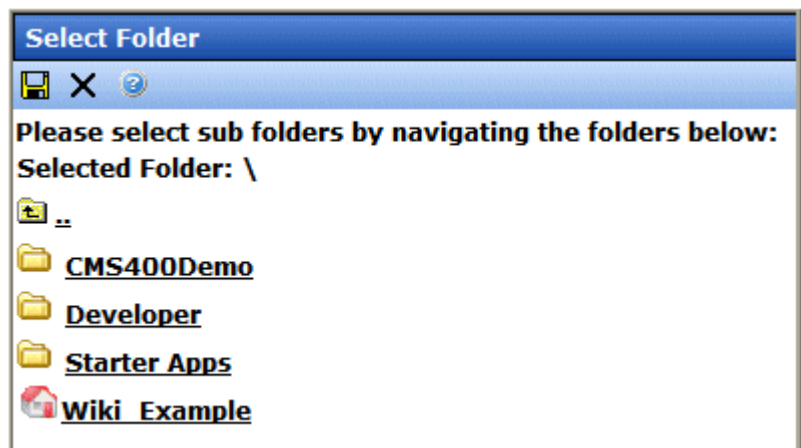 Select Folder
Please select sub folders by navigating the folders below:
Selected Folder: \
..
CMS400Demo
Developer
Starter Apps
Wiki_Example